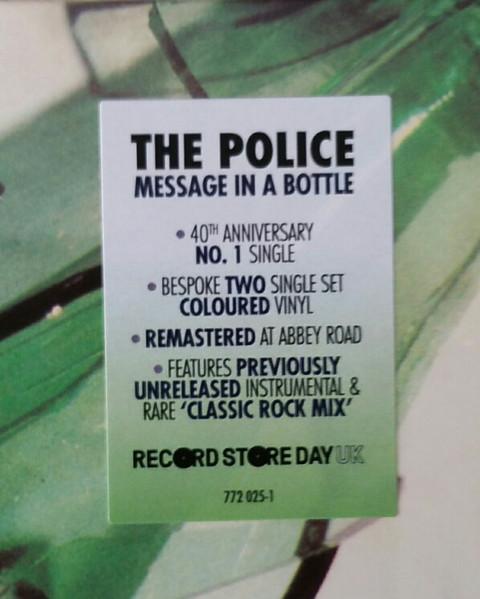 THE POLICE
MESSAGE IN A BOTTLE
• 40TH ANNIVERSARY
NO. 1 SINGLE
• BESPOKE TWO SINGLE SET
COLOURED VINYL
• REMASTERED AT ABBEY ROAD
• FEATURES PREVIOUSLY
UNRELEASED INSTRUMENTAL &
RARE 'CLASSIC ROCK MIX'
RECORD STORE DAY UK
772 025-1